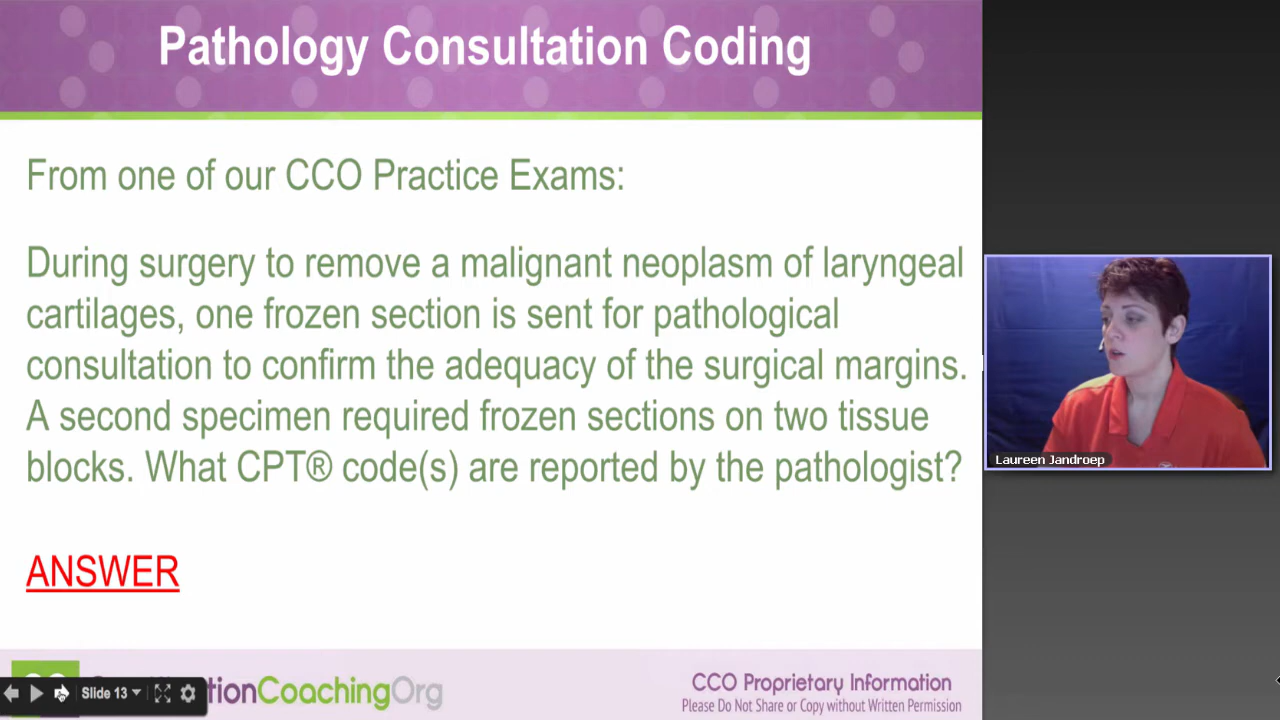 Pathology Consultation Coding
From one of our CCO Practice Exams:
During surgery to remove a malignant neoplasm of laryngeal
cartilages, one frozen section is sent for pathological
consultation to confirm the adequacy of the surgical margins.
A second specimen required frozen sections on two tissue
blocks. What CPT® code(s) are reported by the pathologist?
ANSWER
Laureen Jandroep
Slide 13
tionCoachingOrg
CCO Proprietary Information
Please Do Not Share or Copy without Written Permission